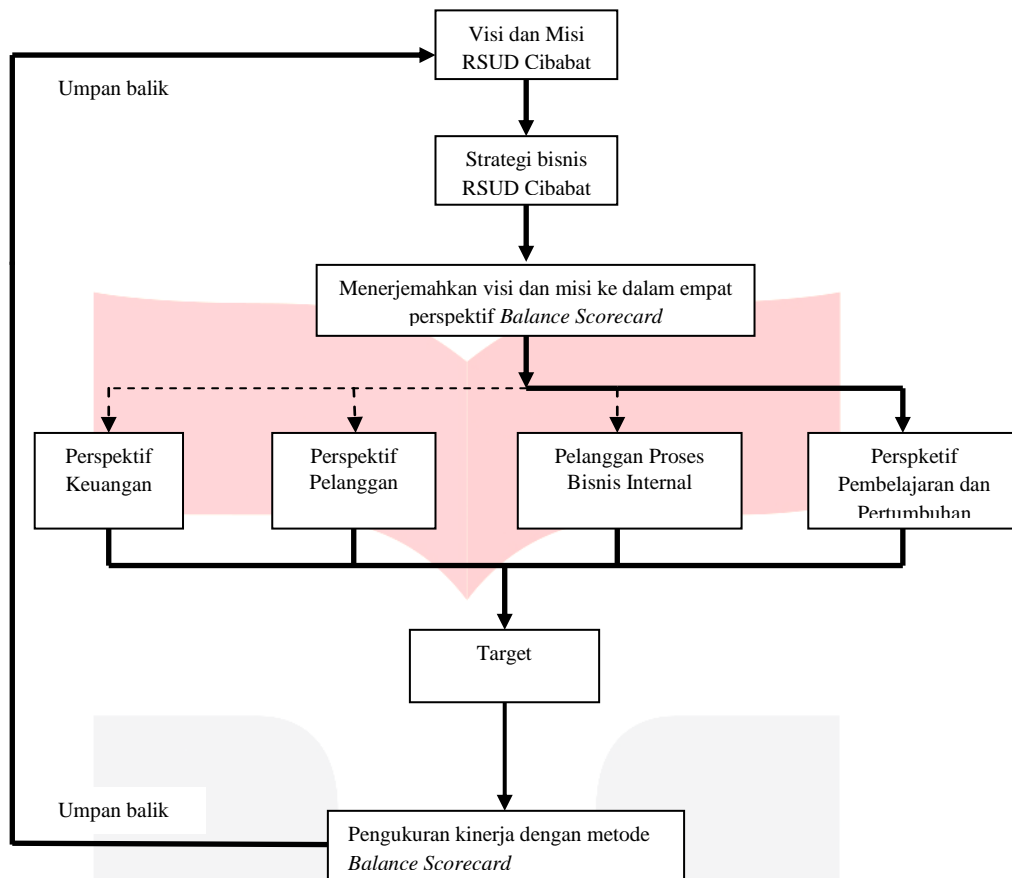 Visi dan Misi
RSUD Cibabat
Umpan balik
Strategi bisnis
RSUD Cibabat
Menerjemahkan visi dan misi ke dalam empat
perspektif Balance Scorecard
Perspektif
Keuangan
Perspektif
Pelanggan
Pelanggan Proses
Bisnis Internal
Perspketif
Pembelajaran dan
Pertumbuhan
Target
Umpan balik
Pengukuran kinerja dengan metode
Balance Scorecard